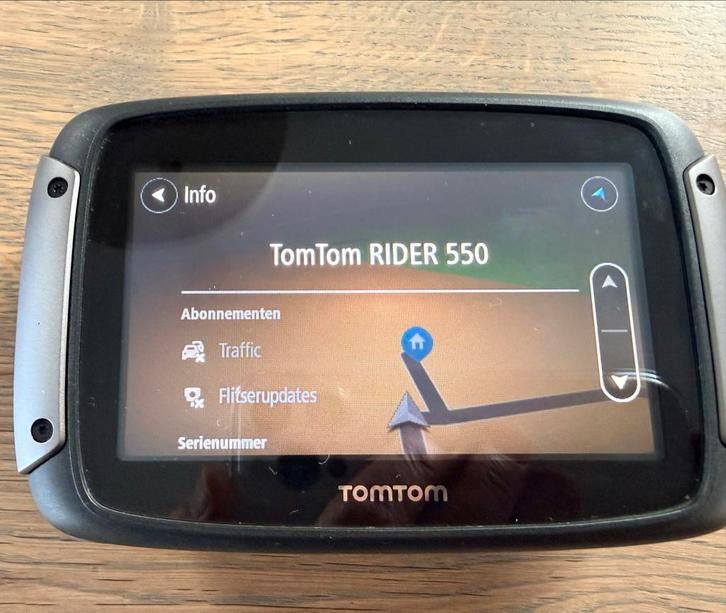 Info
TomTom RIDER 550
Abonnementen
Traffic
Flitserupdates
Serienummer
TOMTOM